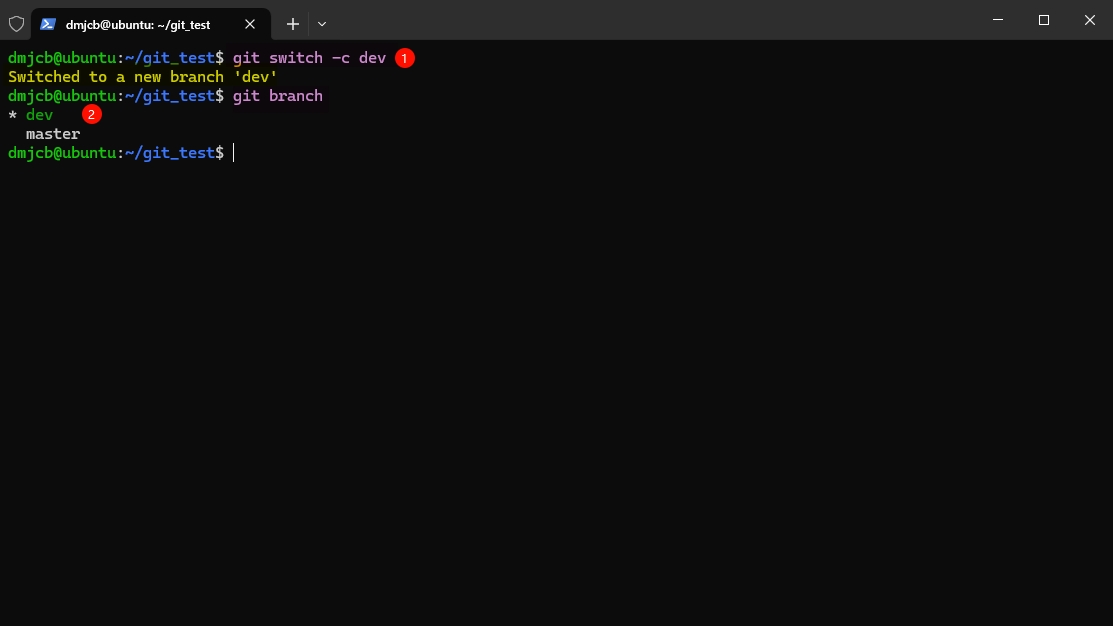 dmjcb@ubuntu: ~/git_test
dmjcb@ubuntu:~/git_test$ git switch -c dev 1
Switched to a new branch 'dev'
dmjcb@ubuntu:~/git_test$ git branch
* dev 2
master
dmjcb@ubuntu:~/git_test$